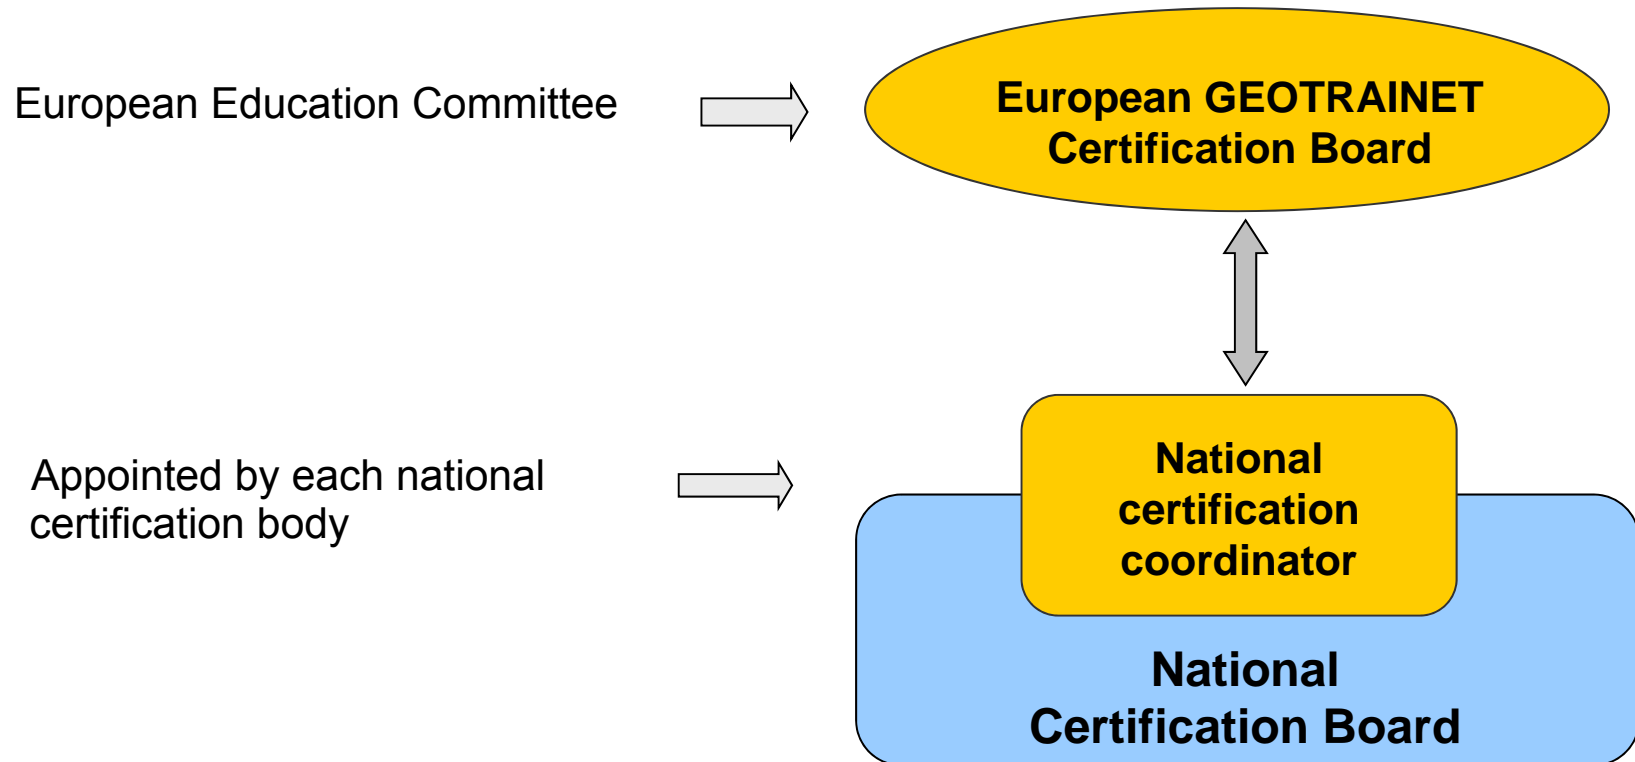 European Education Committee
European GEOTRAINET
Certification Board
Appointed by each national
certification body
National
certification
coordinator
National
Certification Board